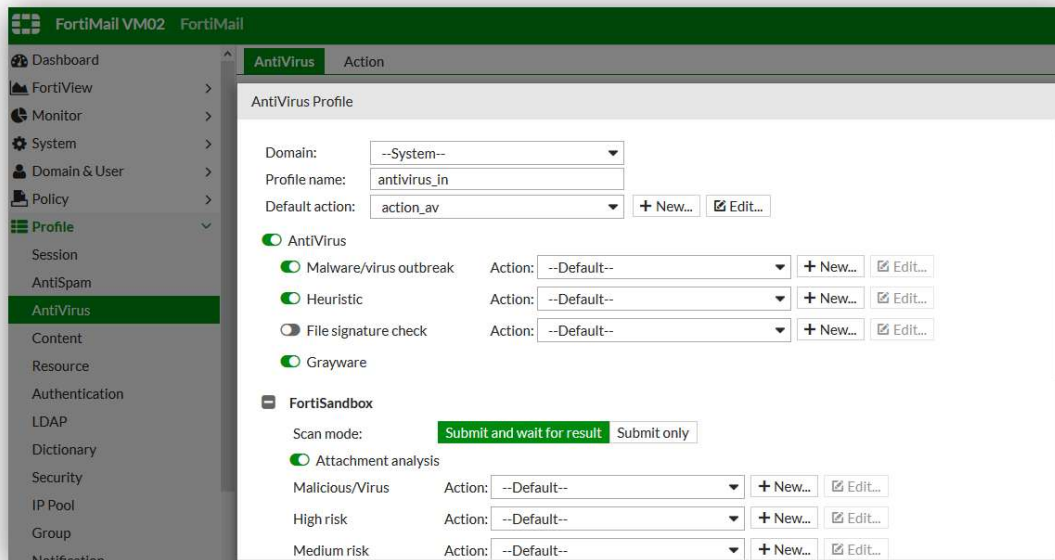 FortiMail VM02 FortiMail
Dashboard
FortiView
Monitor
System
Domain & User
Policy
Profile
Session
AntiSpam
AntiVirus
Content
Resource
Authentication
LDAP
Dictionary
Security
IP Pool
Group
Notification
AntiVirus Action
AntiVirus Profile
Domain: --System--
Profile name: antivirus_in
Default action: action_av + New... Edit...
AntiVirus
Malware/virus outbreak Action: --Default-- + New... Edit...
Heuristic Action: --Default-- + New... Edit...
File signature check Action: --Default-- + New... Edit...
Grayware
FortiSandbox
Scan mode: Submit and wait for result Submit only
Attachment analysis
Malicious/Virus Action: --Default-- + New... Edit...
High risk Action: --Default-- + New... Edit...
Medium risk Action: --Default-- + New... Edit...